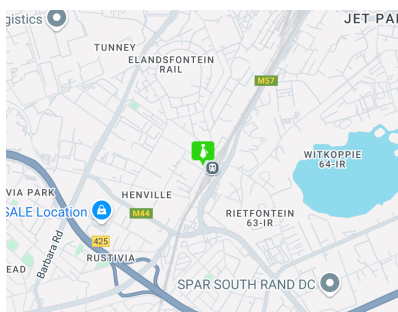 gistics
JET PA
TUNNEY
ELANDSFONTEIN
RAIL
M57
WITKOPPIE
64-IR
VIA PARK
HENVILLE
SALE Location
M44
RIETFONTEIN
63-IR
425
Barbara Rd
RUSTIVIA
EAD
SPAR SOUTH RAND DC